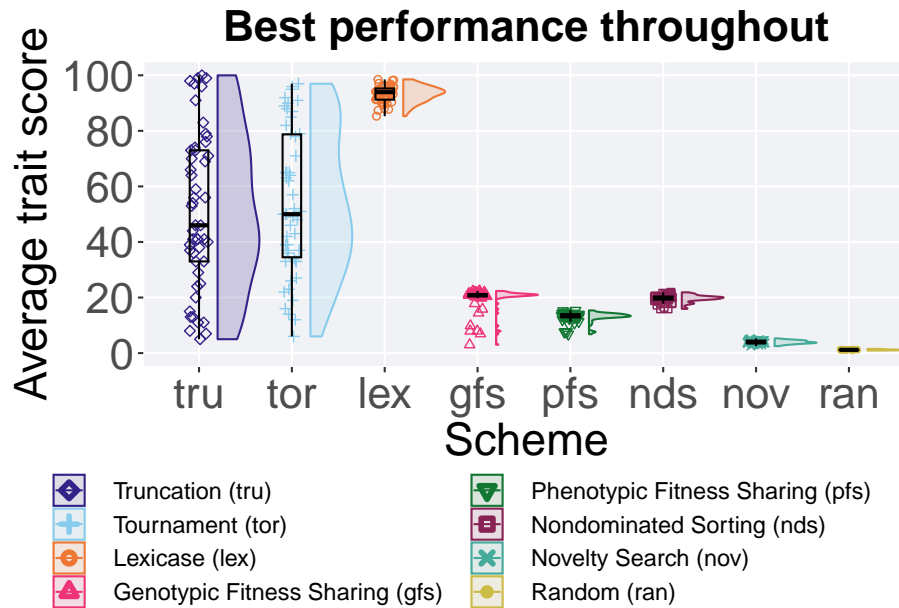 Best performance throughout
Average trait score
100
80
60
40
20
0
tru tor lex gfs pfs nds nov ran
Scheme
Truncation (tru)
Tournament (tor)
Lexicase (lex)
Genotypic Fitness Sharing (gfs)
Phenotypic Fitness Sharing (pfs)
Nondominated Sorting (nds)
Novelty Search (nov)
Random (ran)